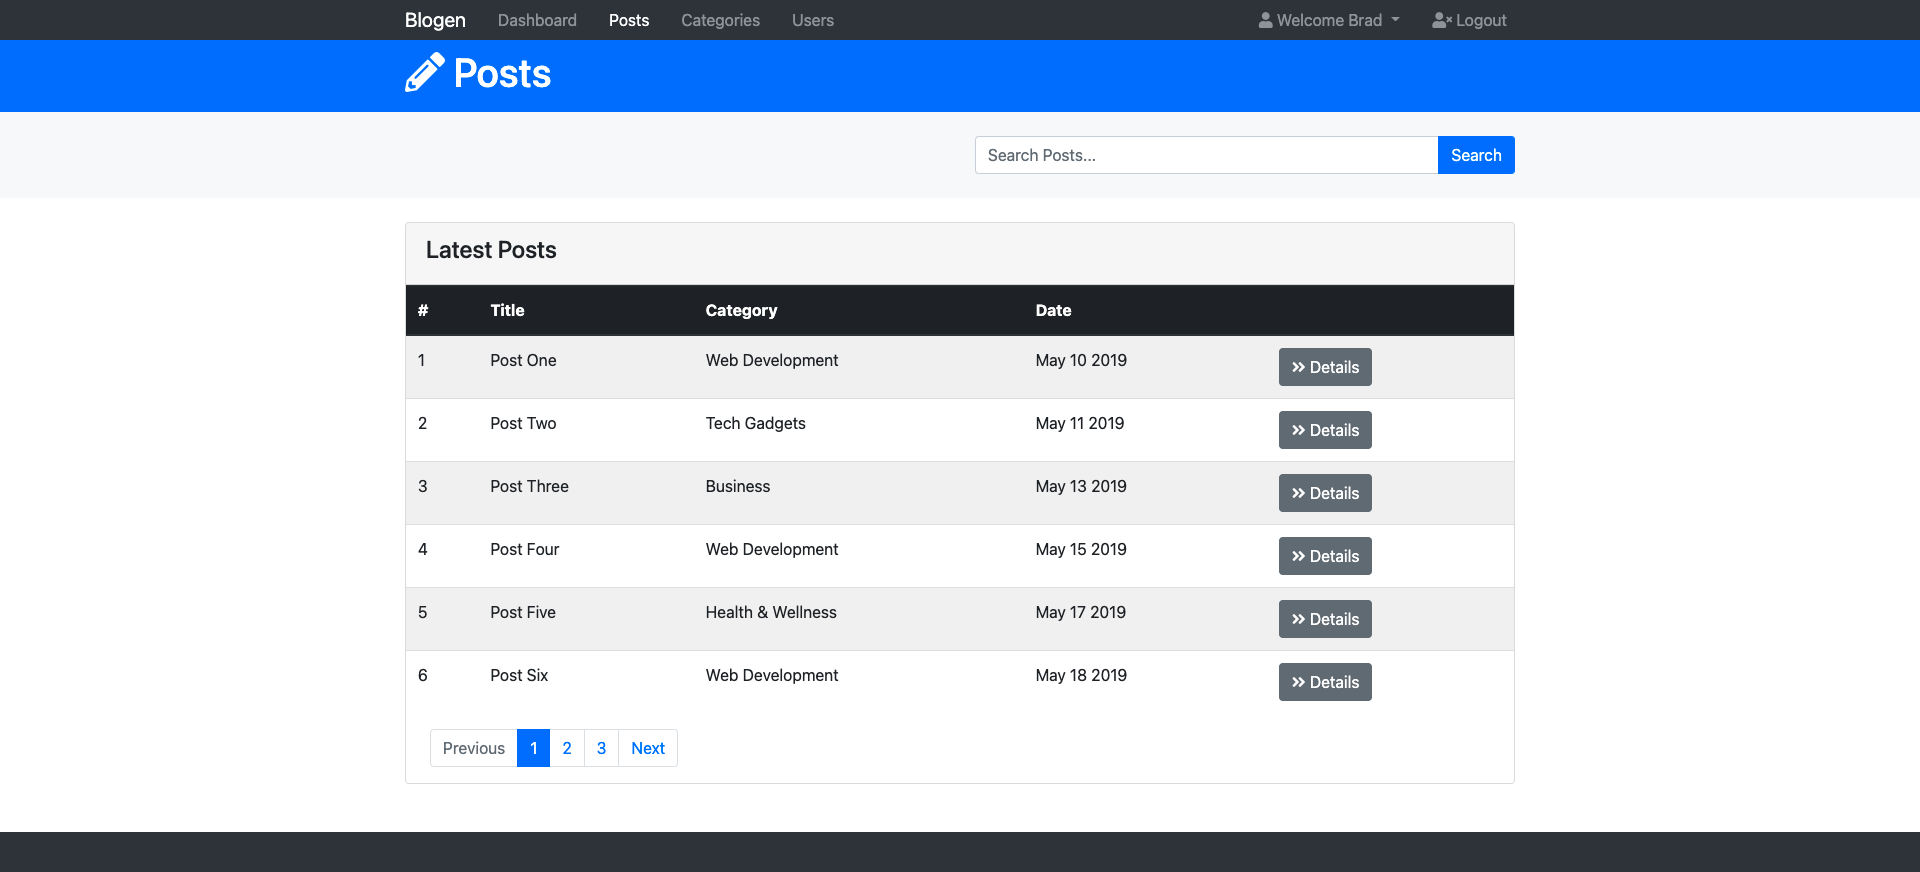 Blogen Dashboard Posts Categories Users Welcome Brad Logout
Posts
Search Posts... Search
Latest Posts
# Title Category Date
1 Post One Web Development May 10 2019 Details
2 Post Two Tech Gadgets May 11 2019 Details
3 Post Three Business May 13 2019 Details
4 Post Four Web Development May 15 2019 Details
5 Post Five Health & Wellness May 17 2019 Details
6 Post Six Web Development May 18 2019 Details
Previous 1 2 3 Next